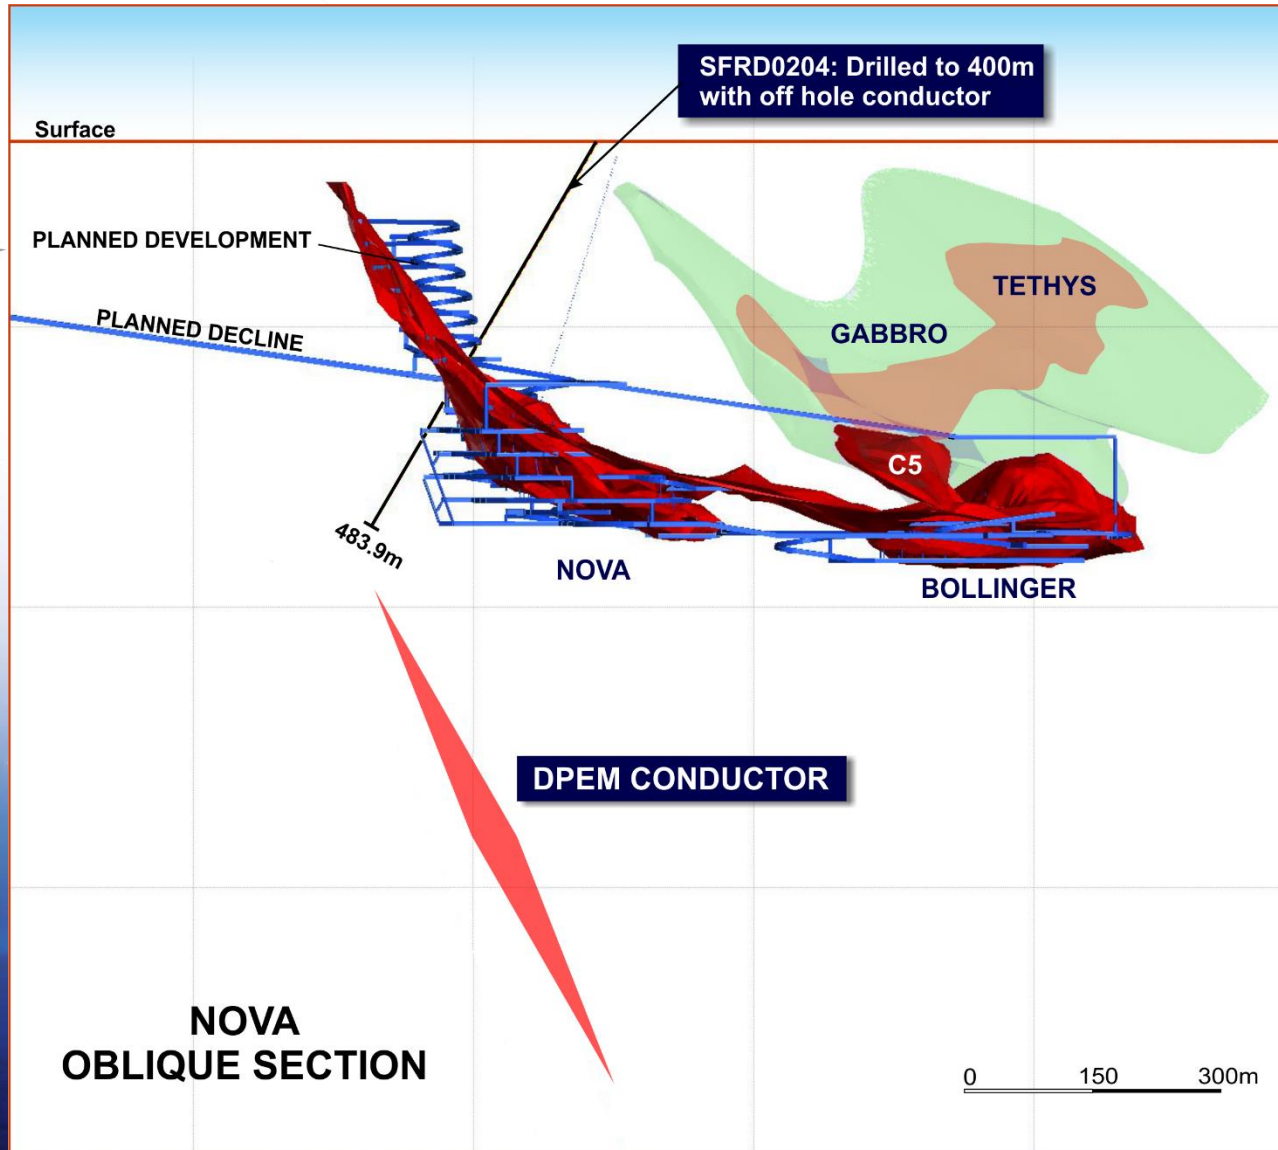 SFRD0204: Drilled to 400m
with off hole conductor
Surface
PLANNED DEVELOPMENT
TETHYS
PLANNED DECLINE
GABBRO
C5
483.9m
NOVA
BOLLINGER
DPEM CONDUCTOR
NOVA
OBLIQUE SECTION
0 150 300m